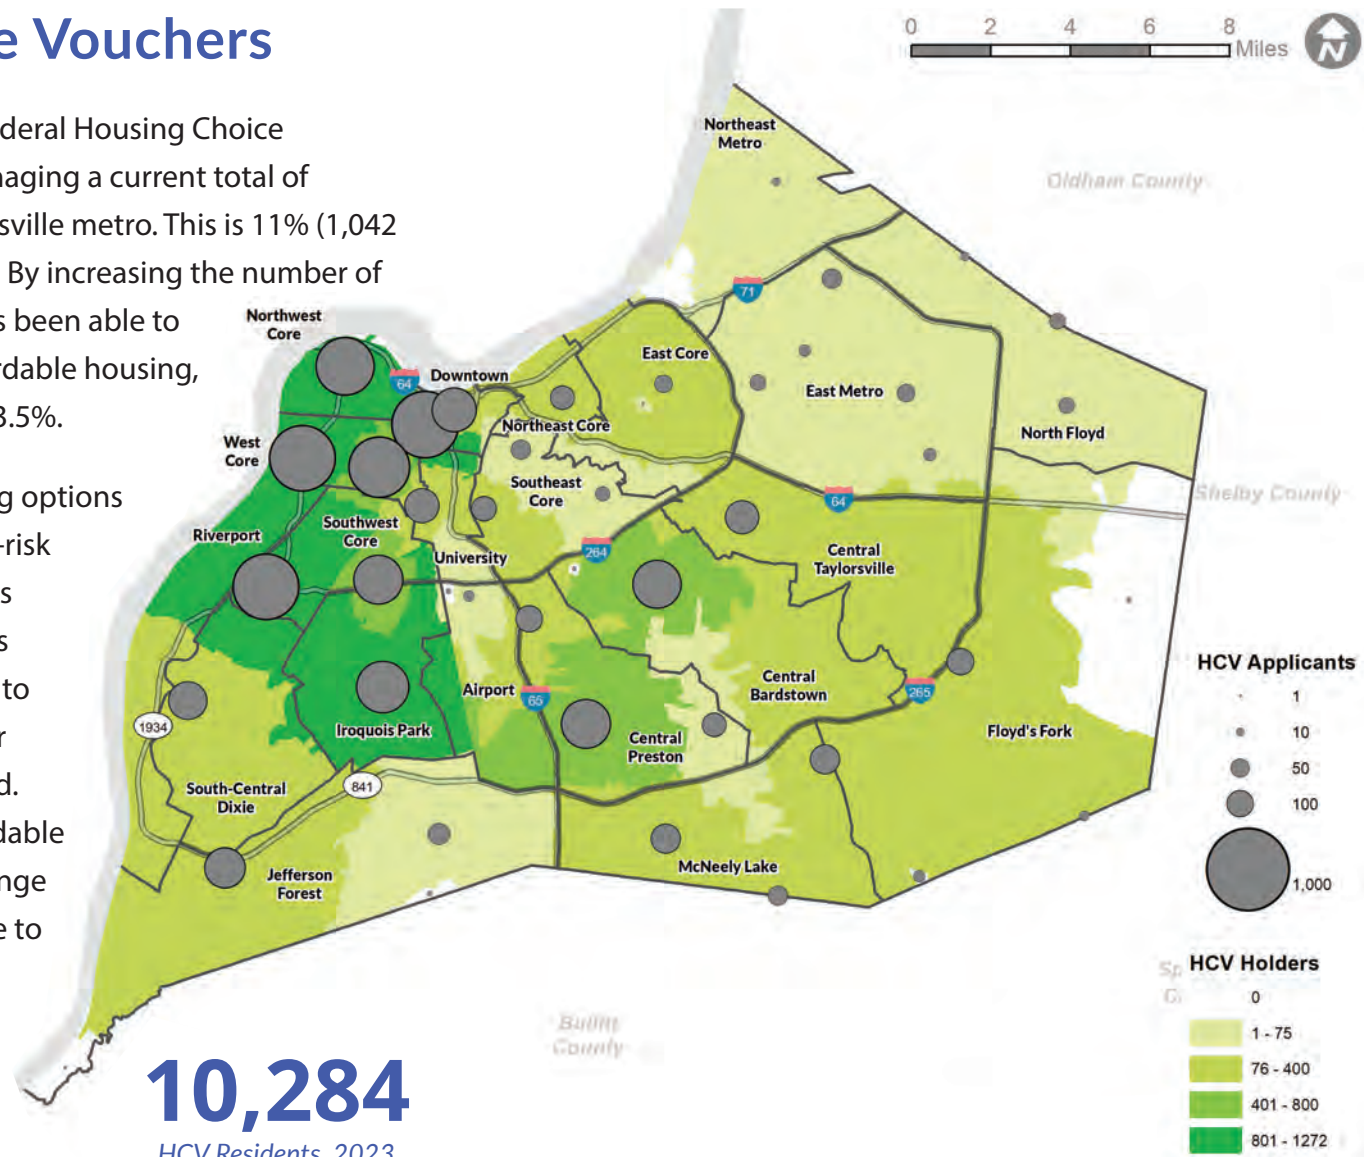 e Vouchers
deral Housing Choice
naging a current total of
sville metro. This is 11% (1,042
By increasing the number of
s been able to
rdable housing,
3.5%.
g options
-risk
s
s
to
r
d.
dable
nge
e to
10,284
HCV Residents, 2023
0 2 4 6 8
Miles
N
Northeast
Metro
Oldham County
71
Northwest
Core
64
Downtown
East Core
East Metro
North Floyd
West
Core
Northeast Core
Southeast
Core
64
Shelby County
Riverport
Southwest
Core
University
264
Central
Taylorsville
Airport
65
Central
Bardstown
265
1934
Iroquois Park
Central
Preston
Floyd's Fork
South-Central
Dixie
841
Jefferson
Forest
McNeely Lake
Bullitt
County
HCV Applicants
1
10
50
100
1,000
Sp
C
HCV Holders
0
1 - 75
76 - 400
401 - 800
801 - 1272